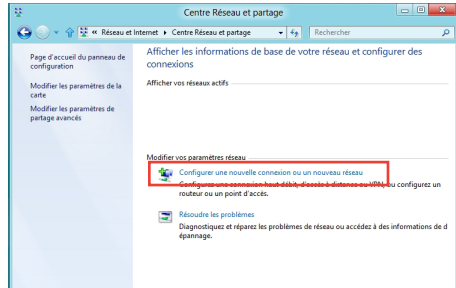 Centre Réseau et partage
« Réseau et Internet ▸ Centre Réseau et partage
Rechercher
Page d'accueil du panneau de
configuration
Modifier les paramètres de la
carte
Modifier les paramètres de
partage avancés
Afficher les informations de base de votre réseau et configurer des
connexions
Afficher vos réseaux actifs
Modifier vos paramètres réseau
Configurer une nouvelle connexion ou un nouveau réseau
Configurez une connexion haut débit, d'accès à distance ou VPN, ou configurez un
routeur ou un point d'accès.
Résoudre les problèmes
Diagnostiquez et réparez les problèmes de réseau ou accédez à des informations de d
épannage.